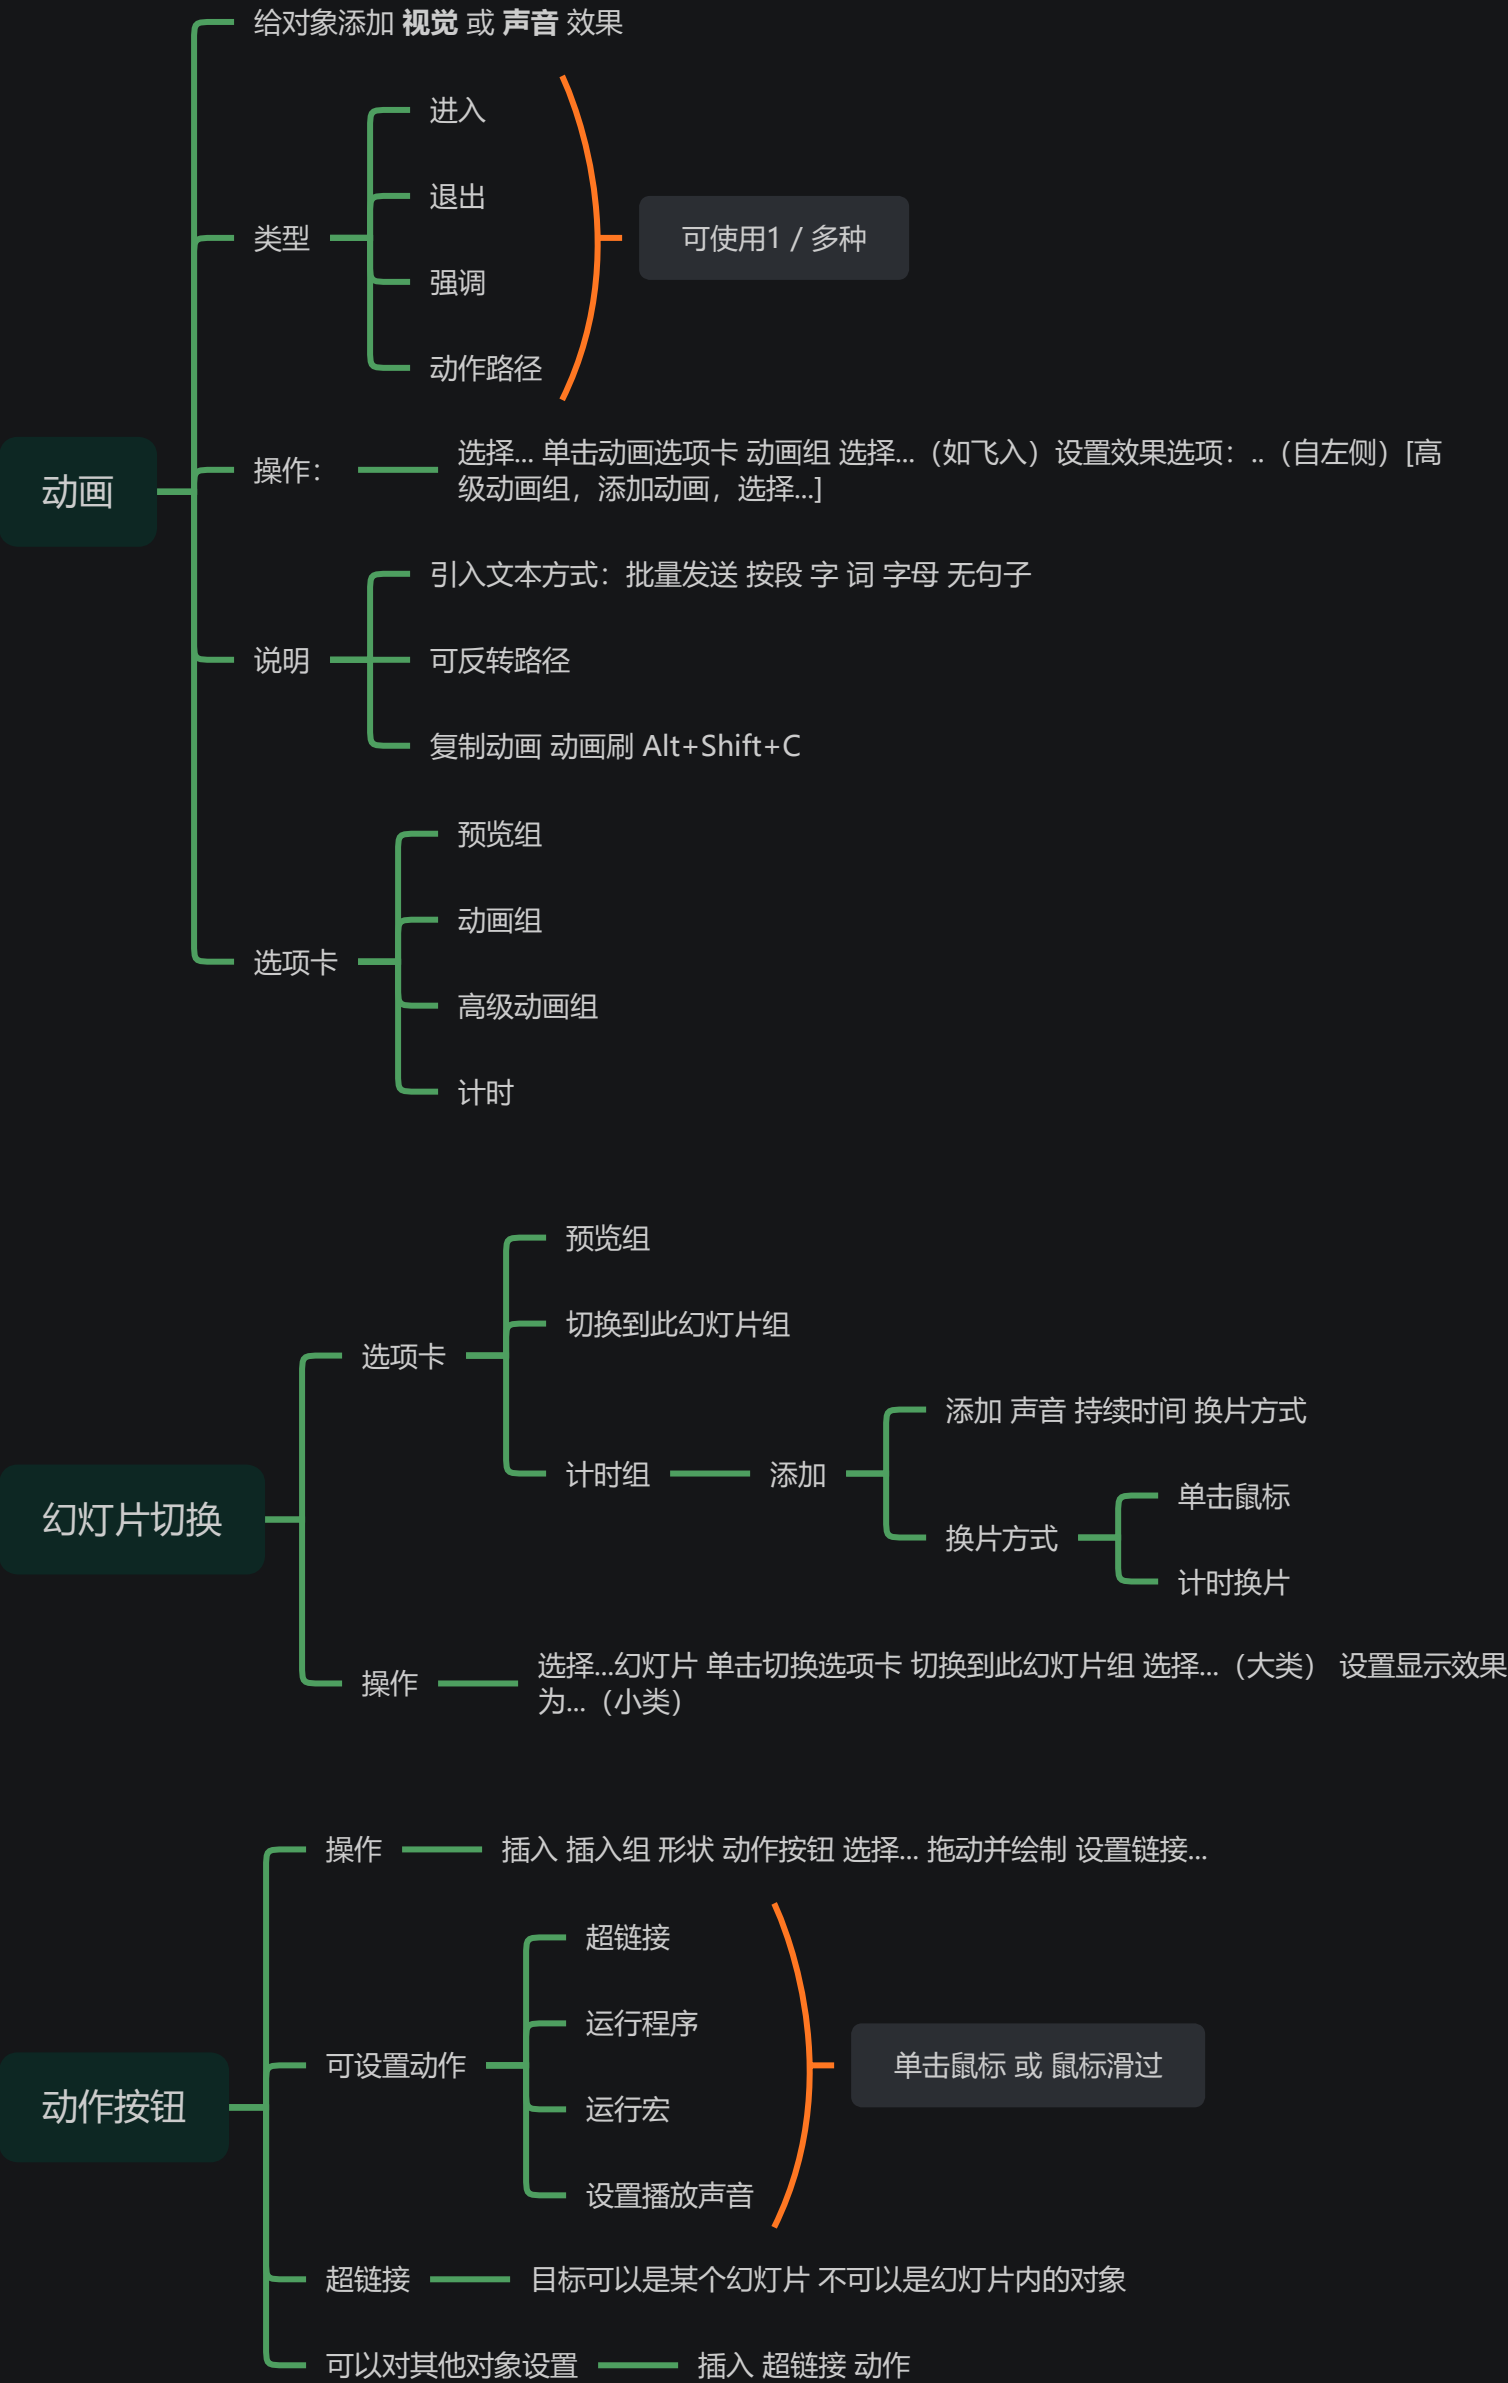 给对象添加 视觉 或 声音 效果
进入
退出
类型
可使用1 / 多种
强调
动作路径
动画
操作：
选择... 单击动画选项卡 动画组 选择...（如飞入）设置效果选项：..（自左侧）[高
级动画组，添加动画，选择...]
引入文本方式：批量发送 按段 字 词 字母 无句子
说明
可反转路径
复制动画 动画刷 Alt+Shift+C
预览组
动画组
选项卡
高级动画组
计时
预览组
切换到此幻灯片组
选项卡
添加 声音 持续时间 换片方式
计时组
添加
单击鼠标
换片方式
计时换片
幻灯片切换
操作
选择...幻灯片 单击切换选项卡 切换到此幻灯片组 选择...（大类） 设置显示效果
为...（小类）
操作
插入 插入组 形状 动作按钮 选择... 拖动并绘制 设置链接...
超链接
运行程序
可设置动作
单击鼠标 或 鼠标滑过
运行宏
设置播放声音
动作按钮
超链接
目标可以是某个幻灯片 不可以是幻灯片内的对象
可以对其他对象设置
插入 超链接 动作